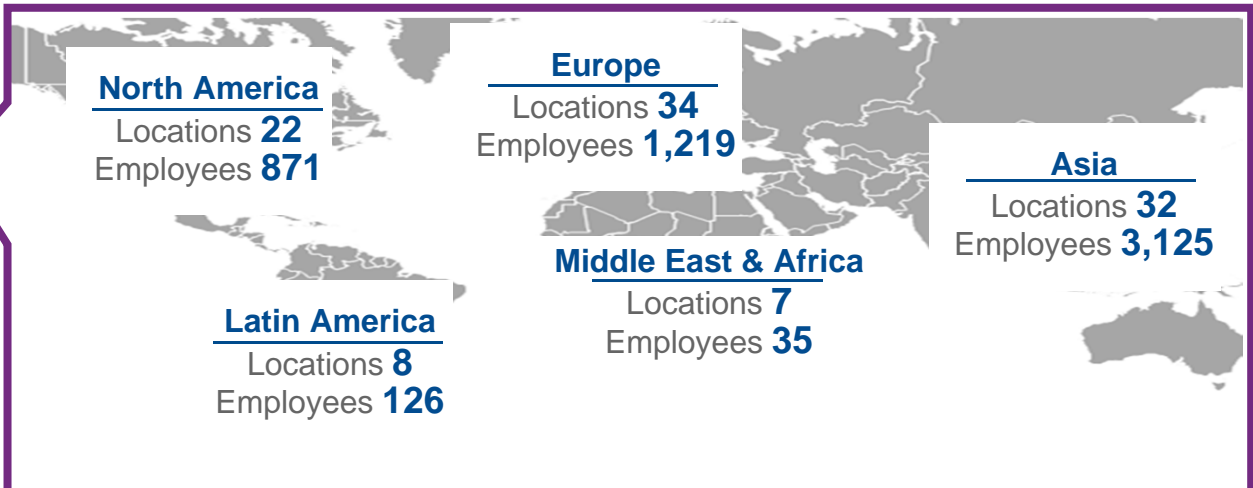 North America
Locations 22
Employees 871
Europe
Locations 34
Employees 1,219
Asia
Locations 32
Employees 3,125
Middle East & Africa
Locations 7
Employees 35
Latin America
Locations 8
Employees 126